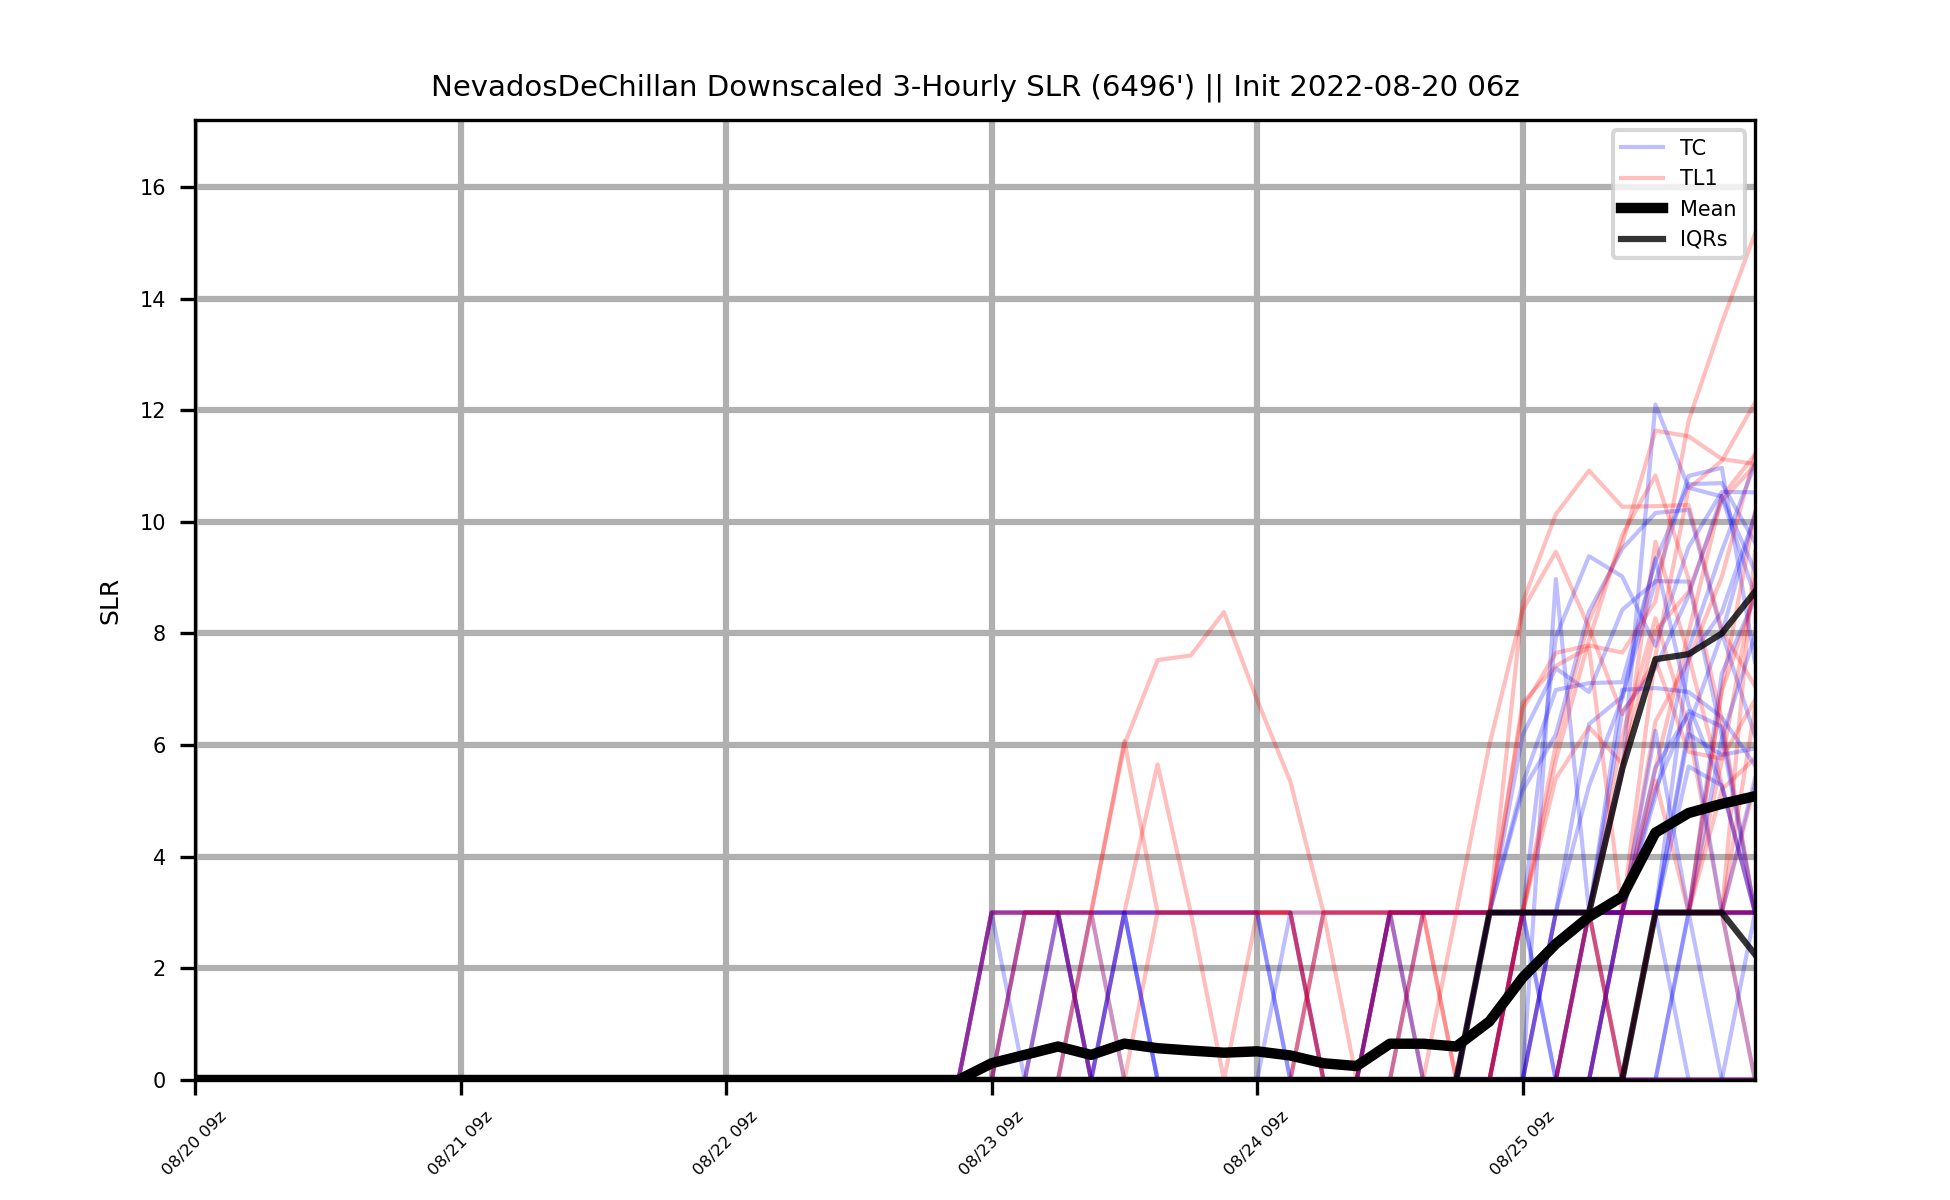 NevadosDeChillan Downscaled 3-Hourly SLR (6496') || Init 2022-08-20 06z
TC
TL1
Mean
IQRs
16
14
12
10
8
6
4
2
0
SLR
08/20 09z
08/21 09z
08/22 09z
08/23 09z
08/24 09z
08/25 09z